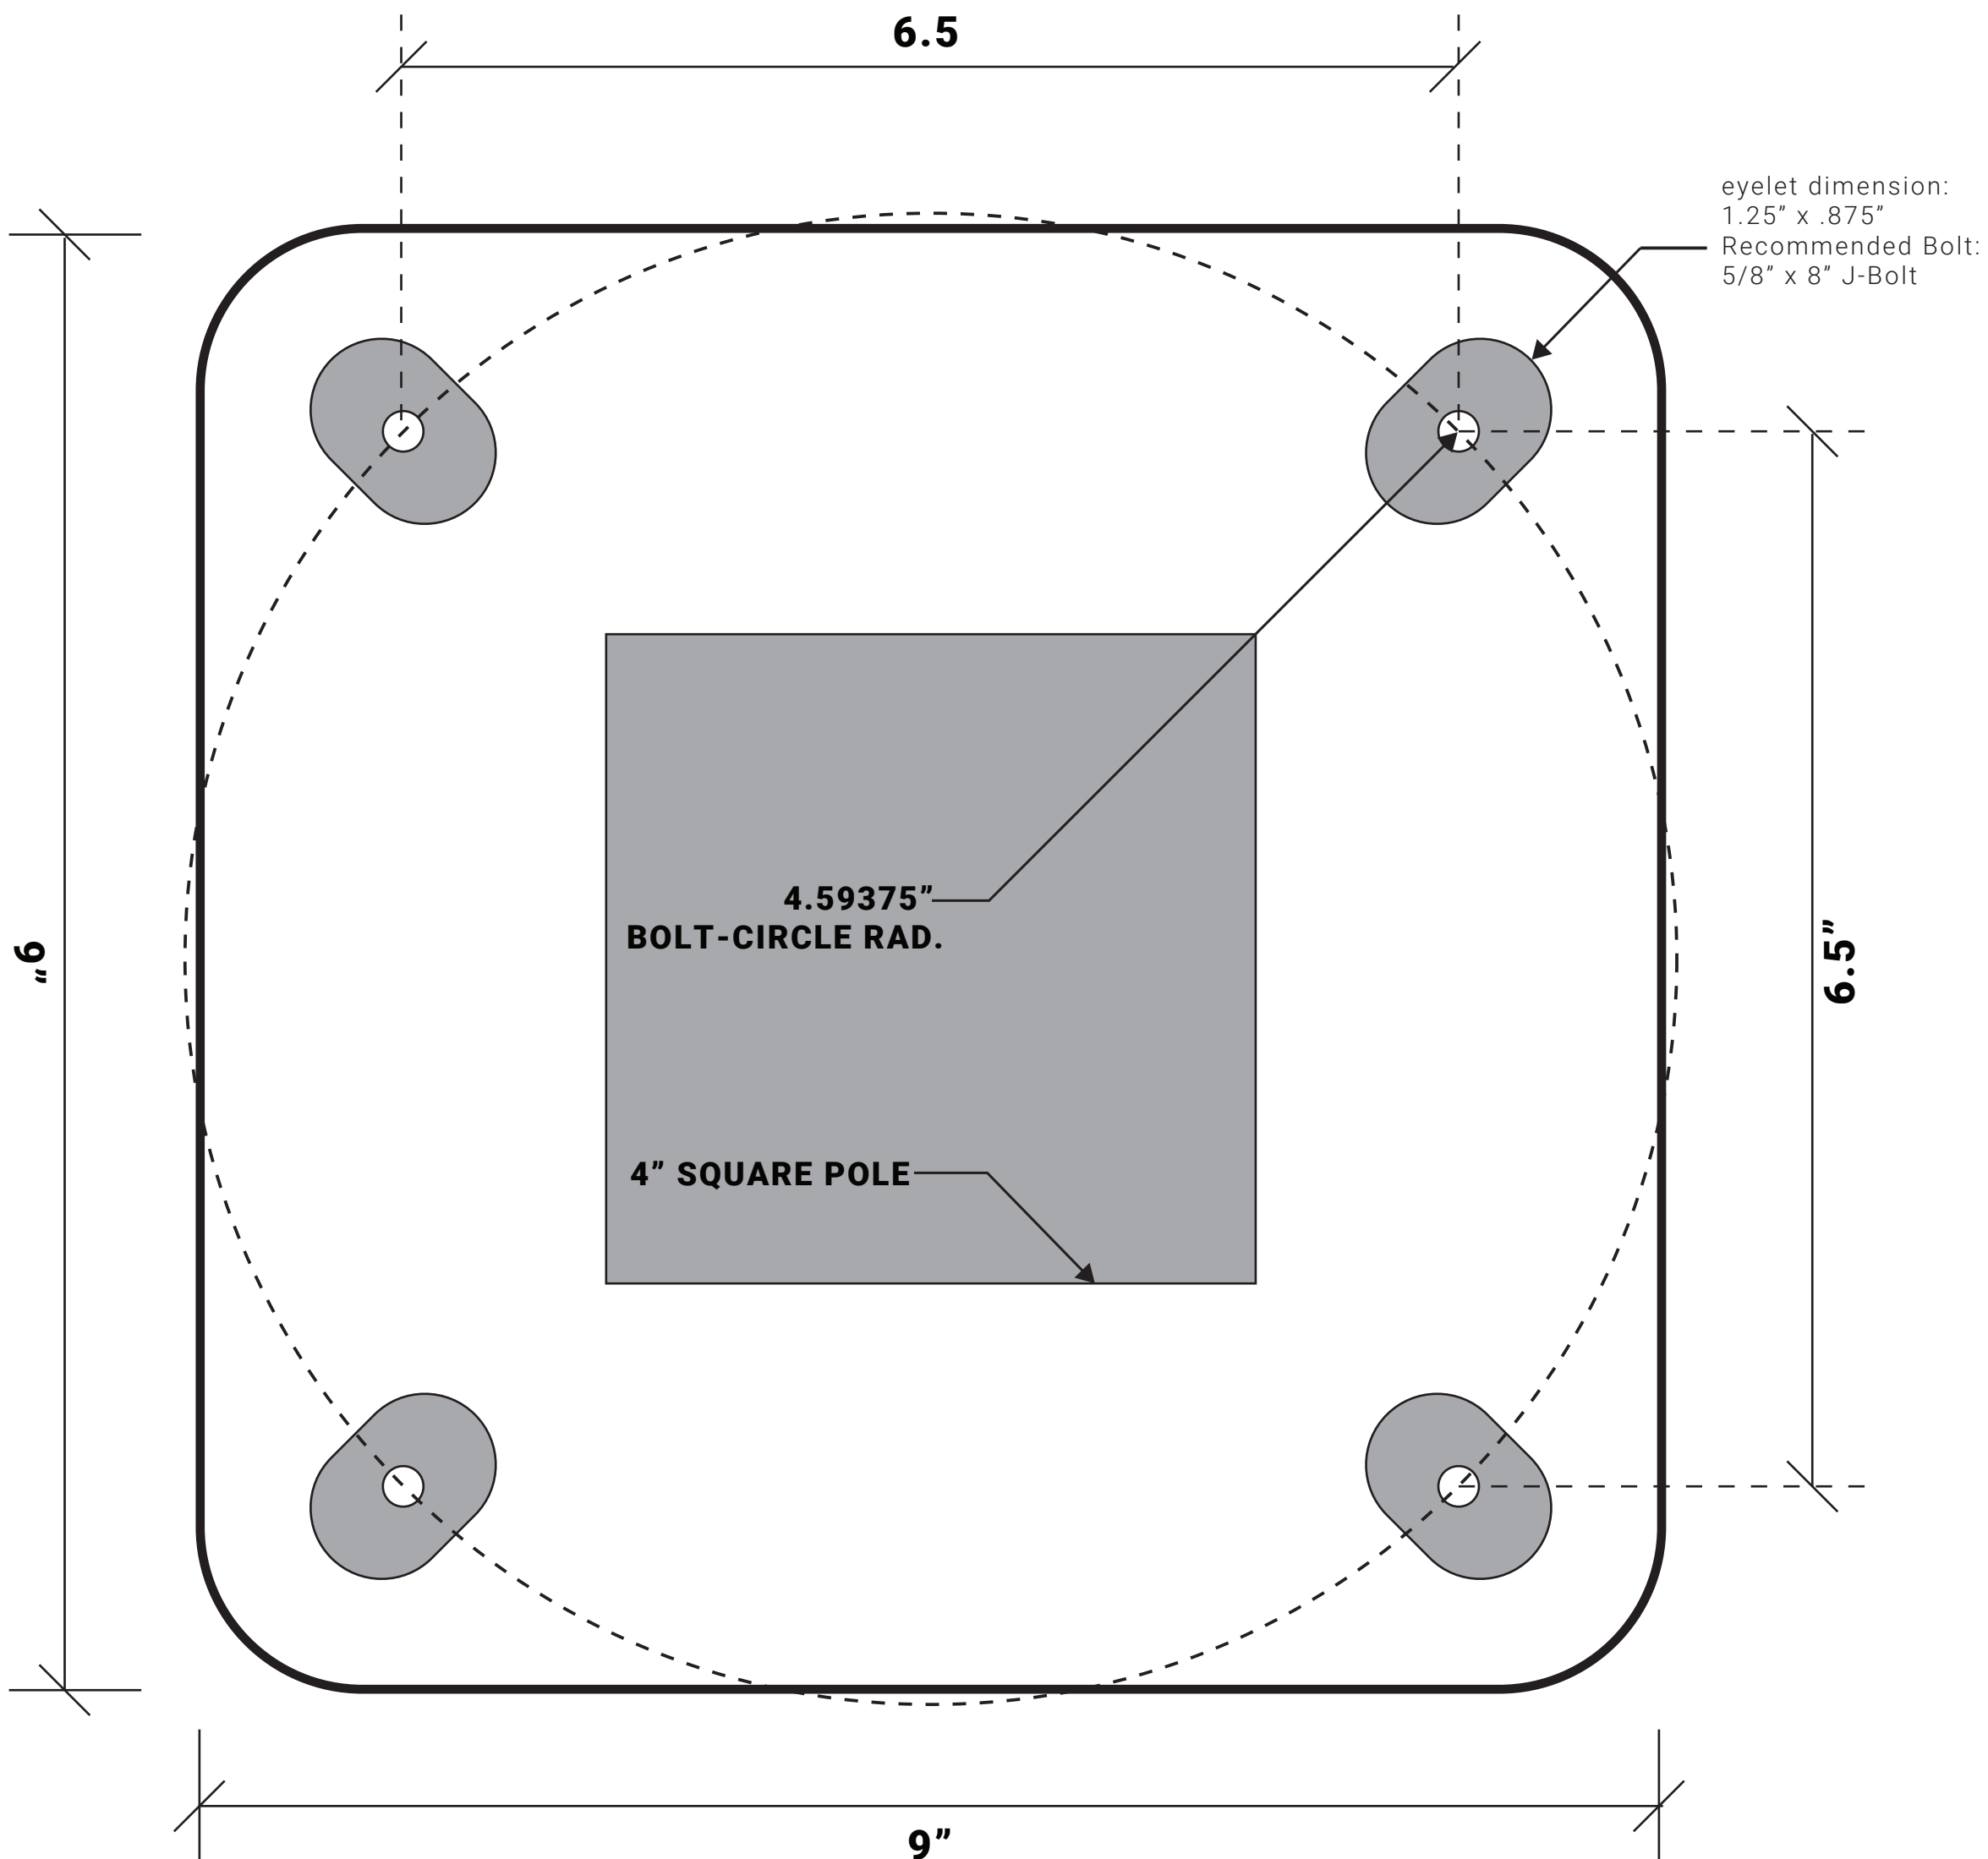 6.5
eyelet dimension:
1.25” x .875”
Recommended Bolt:
5/8” x 8” J-Bolt
4.59375”
BOLT-CIRCLE RAD.
9”
6.5”
4” SQUARE POLE
9”